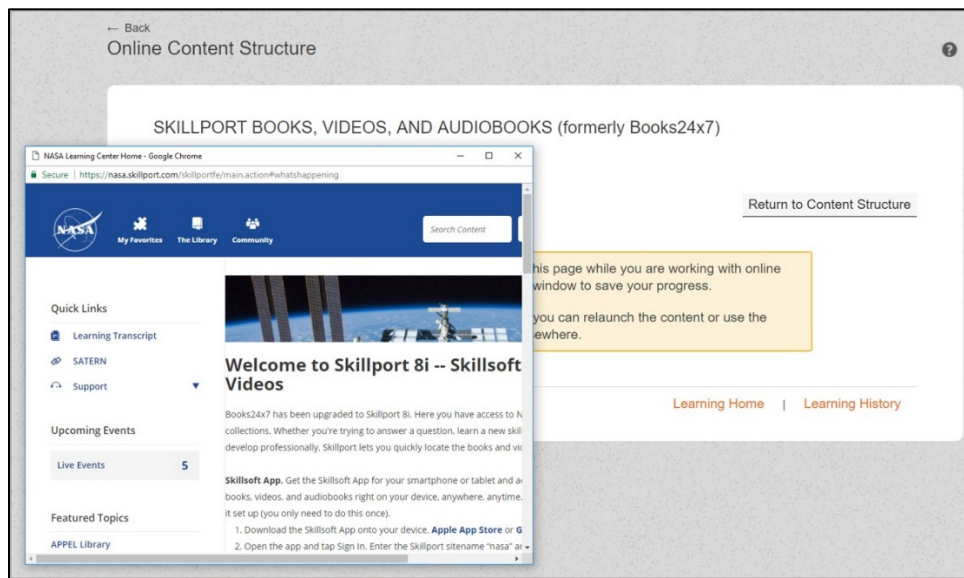 ← Back
Online Content Structure
?
SKILLPORT BOOKS, VIDEOS, AND AUDIOBOOKS (formerly Books24x7)
Return to Content Structure
his page while you are working with online
window to save your progress.
you can relaunch the content or use the
ewhere.
Learning Home | Learning History
NASA Learning Center Home - Google Chrome
Secure | https://nasa.skillport.com/skillportfe/main.action#whatshappening
NASA
My Favorites The Library Community
Search Content
Quick Links
Learning Transcript
SATERN
Support
Upcoming Events
Live Events 5
Featured Topics
APPEL Library
Welcome to Skillport 8i -- Skillsoft
Videos
Books24x7 has been upgraded to Skillport 8i. Here you have access to N
collections. Whether you're trying to answer a question, learn a new skil
develop professionally, Skillport lets you quickly locate the books and vi
Skillsoft App. Get the Skillsoft App for your smartphone or tablet and a
books, videos, and audiobooks right on your device, anywhere, anytime.
it set up (you only need to do this once).
1. Download the Skillsoft App onto your device. Apple App Store or G
2. Open the app and tap Sign In. Enter the Skillport sitename "nasa" a